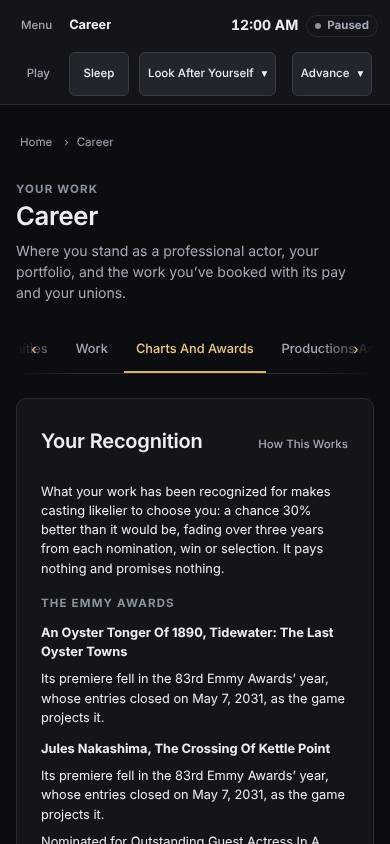 Menu Career 12:00 AM Paused
Play Sleep Look After Yourself ▾ Advance ▾
Home › Career
YOUR WORK
Career
Where you stand as a professional actor, your
portfolio, and the work you’ve booked with its pay
and your unions.
‹ Work Charts And Awards Productions ›
Your Recognition How This Works
What your work has been recognized for makes
casting likelier to choose you: a chance 30%
better than it would be, fading over three years
from each nomination, win or selection. It pays
nothing and promises nothing.
THE EMMY AWARDS
An Oyster Tonger Of 1890, Tidewater: The Last
Oyster Towns
Its premiere fell in the 83rd Emmy Awards’ year,
whose entries closed on May 7, 2031, as the game
projects it.
Jules Nakashima, The Crossing Of Kettle Point
Its premiere fell in the 83rd Emmy Awards’ year,
whose entries closed on May 7, 2031, as the game
projects it.
Nominated for Outstanding Guest Actress In A